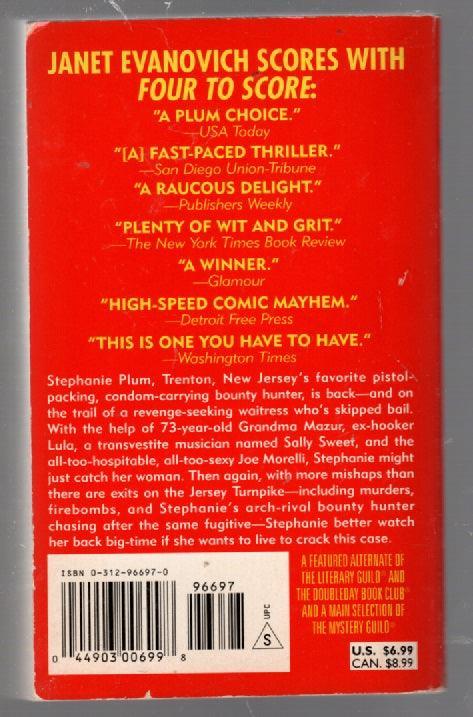 JANET EVANOVICH SCORES WITH
FOUR TO SCORE:
"A PLUM CHOICE."
—USA Today
"[A] FAST-PACED THRILLER."
—San Diego Union-Tribune
"A RAUCOUS DELIGHT."
—Publishers Weekly
"PLENTY OF WIT AND GRIT."
—The New York Times Book Review
"A WINNER."
—Glamour
"HIGH-SPEED COMIC MAYHEM."
—Detroit Free Press
"THIS IS ONE YOU HAVE TO HAVE."
—Washington Times
Stephanie Plum, Trenton, New Jersey's favorite pistol-
packing, condom-carrying bounty hunter, is back—and on
the trail of a revenge-seeking waitress who's skipped bail.
With the help of 73-year-old Grandma Mazur, ex-hooker
Lula, a transvestite musician named Sally Sweet, and the
all-too-hospitable, all-too-sexy Joe Morelli, Stephanie might
just catch her woman. Then again, with more mishaps than
there are exits on the Jersey Turnpike—including murders,
firebombs, and Stephanie's arch-rival bounty hunter
chasing after the same fugitive—Stephanie better watch
her back big-time if she wants to live to crack this case.
ISBN 0-312-96697-0
96697
0 44903 00699 8
UPC
S
A FEATURED ALTERNATE OF
THE LITERARY GUILD® AND
THE DOUBLEDAY BOOK CLUB®
AND A MAIN SELECTION OF
THE MYSTERY GUILD®
U.S. $6.99
CAN. $8.99